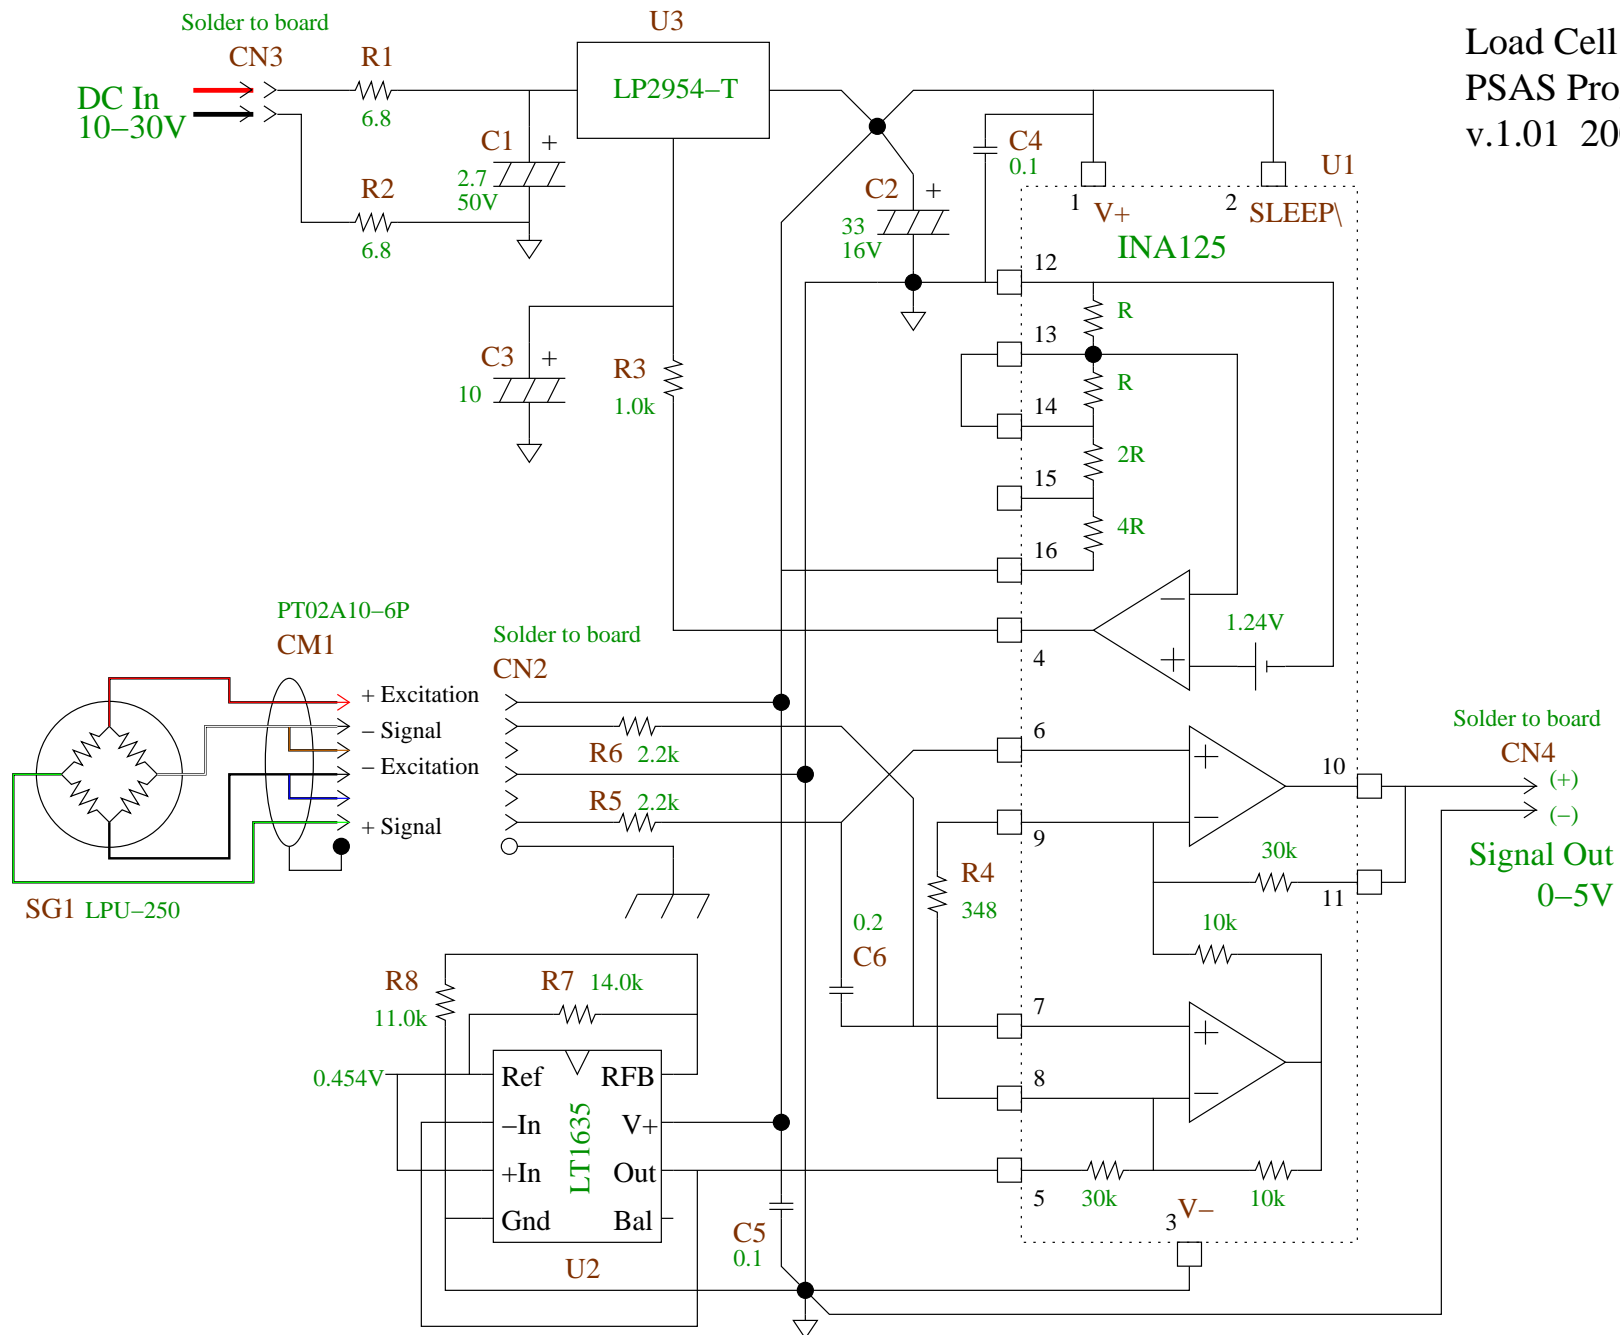 Solder to board
CN3
DC In
10–30V
R1
6.8
R2
6.8
C1
+
2.7
50V
U3
LP2954–T
C2
+
33
16V
C4
0.1
Load Cell
PSAS Pro
v.1.01 20
U1
1
V+
2
SLEEP\
INA125
12
R
13
R
14
2R
15
4R
16
C3
+
10
R3
1.0k
4
1.24V
PT02A10–6P
CM1
+ Excitation
– Signal
– Excitation
+ Signal
SG1
LPU–250
Solder to board
CN2
R6
2.2k
R5
2.2k
6
9
R4
348
10
30k
11
10k
0.2
C6
7
8
5
30k
10k
3
V–
Solder to board
CN4
(+)
(–)
Signal Out
0–5V
R8
11.0k
R7
14.0k
0.454V
Ref
RFB
–In
V+
+In
Out
Gnd
Bal
LT1635
U2
C5
0.1